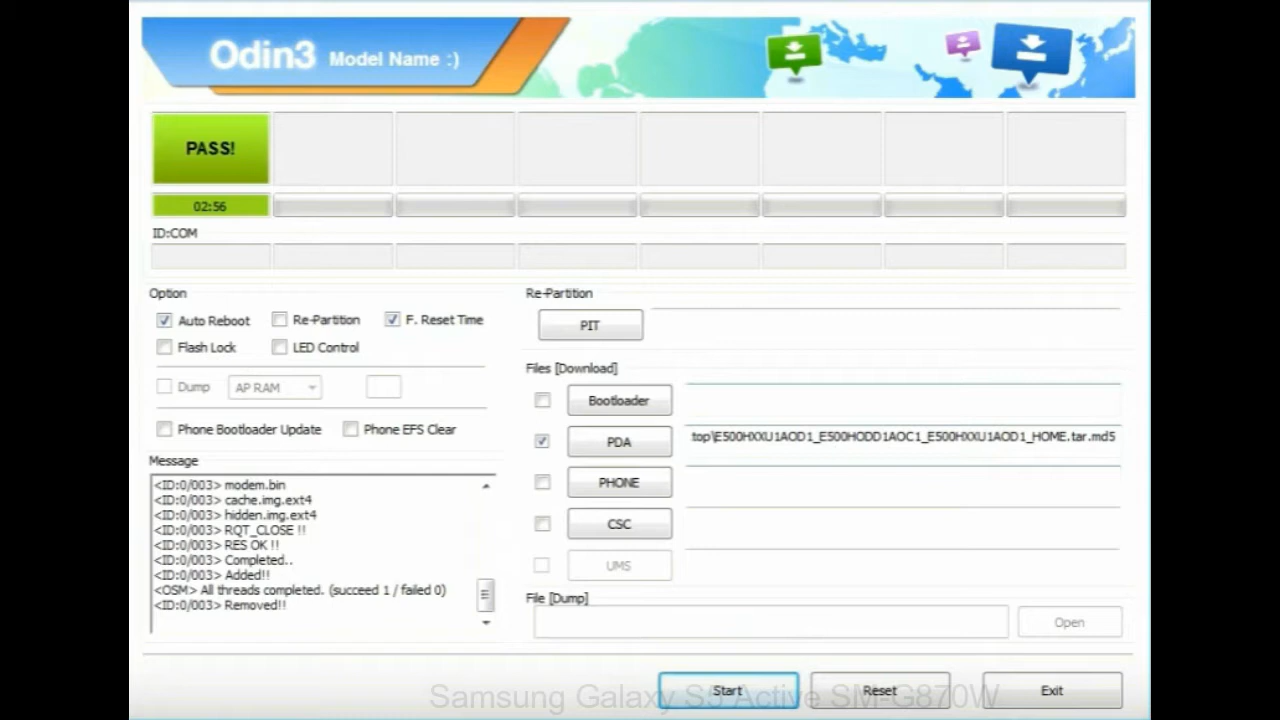 Odin3 Model Name :)
PASS!
02:56
ID:COM
Option
Auto Reboot Re-Partition F. Reset Time
Flash Lock LED Control
Dump AP RAM
Phone Bootloader Update Phone EFS Clear
Message
<ID:0/003> modem.bin
<ID:0/003> cache.img.ext4
<ID:0/003> hidden.img.ext4
<ID:0/003> RQT_CLOSE !!
<ID:0/003> RES OK !!
<ID:0/003> Completed..
<ID:0/003> Added!!
<OSM> All threads completed. (succeed 1 / failed 0)
<ID:0/003> Removed!!
Re-Partition
PIT
Files [Download]
Bootloader
PDA top\E500HXXU1AOD1_E500HODD1AOC1_E500HXXU1AOD1_HOME.tar.md5
PHONE
CSC
UMS
File [Dump]
Open
Start Reset Exit
Samsung Galaxy S5 Active SM-G870W